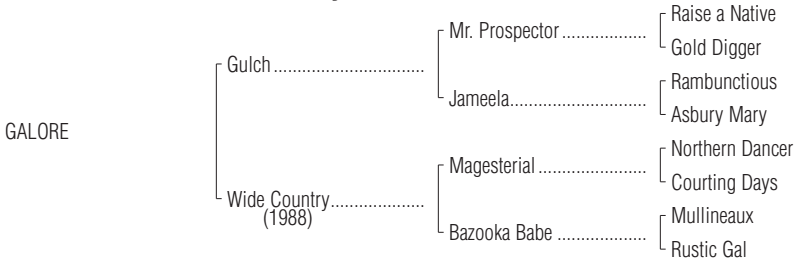 Raise a Native
Mr. Prospector ..................
Gold Digger
Gulch ...............................
Rambunctious
Jameela............................
Asbury Mary
GALORE
Northern Dancer
Magesterial ......................
Courting Days
Wide Country...................
(1988)
Mullineaux
Bazooka Babe ..................
Rustic Gal